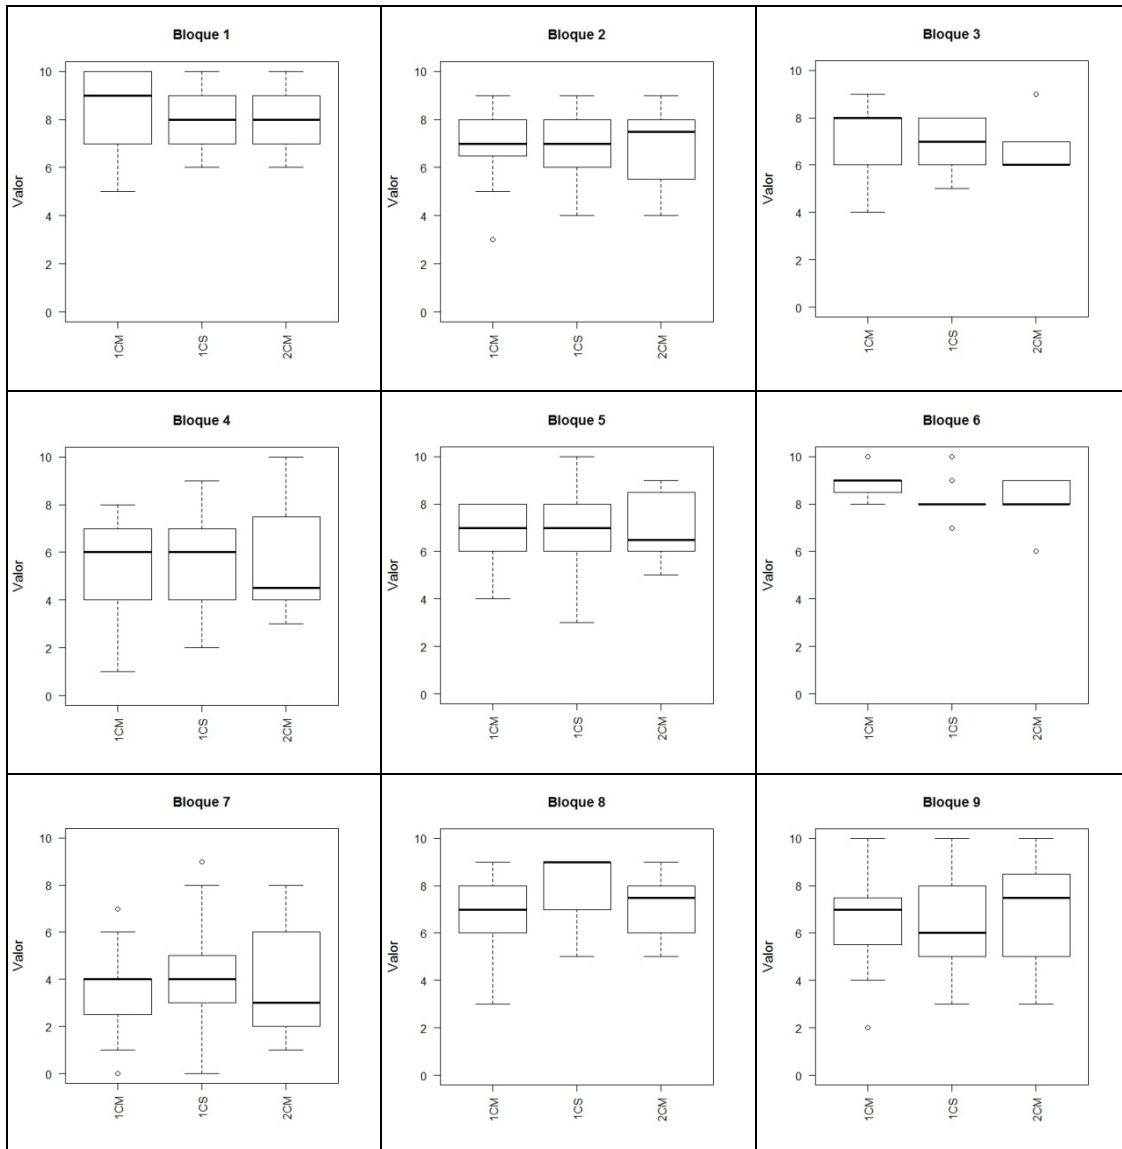 Bloque 1
Valor
10
8
6
4
2
0
1CM
1CS
2CM
Bloque 2
Valor
10
8
6
4
2
0
1CM
1CS
2CM
Bloque 3
Valor
10
8
6
4
2
0
1CM
1CS
2CM
Bloque 4
Valor
10
8
6
4
2
0
1CM
1CS
2CM
Bloque 5
Valor
10
8
6
4
2
0
1CM
1CS
2CM
Bloque 6
Valor
10
8
6
4
2
0
1CM
1CS
2CM
Bloque 7
Valor
10
8
6
4
2
0
1CM
1CS
2CM
Bloque 8
Valor
10
8
6
4
2
0
1CM
1CS
2CM
Bloque 9
Valor
10
8
6
4
2
0
1CM
1CS
2CM